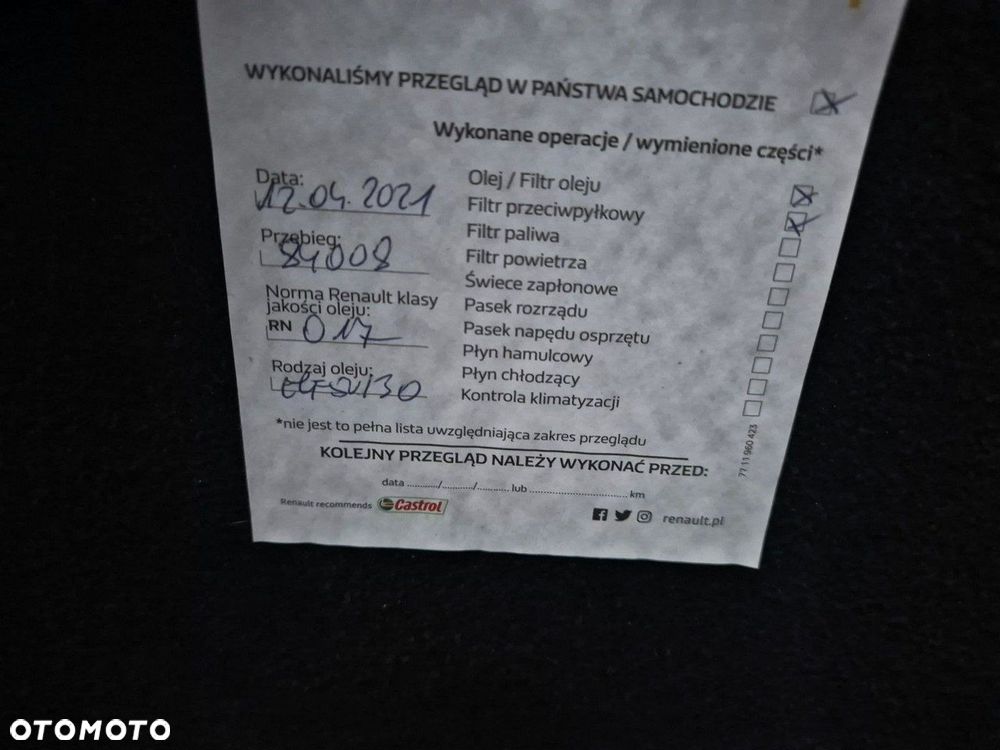 WYKONALIŚMY PRZEGLĄD W PAŃSTWA SAMOCHODZIE
Wykonane operacje / wymienione części*
Data:
12.04.2021
Przebieg:
84008
Norma Renault klasy
jakości oleju:
RN 017
Rodzaj oleju:
Olej / Filtr oleju
Filtr przeciwpyłkowy
Filtr paliwa
Filtr powietrza
Świece zapłonowe
Pasek rozrządu
Pasek napędu osprzętu
Płyn hamulcowy
Płyn chłodzący
Kontrola klimatyzacji
*nie jest to pełna lista uwzględniająca zakres przeglądu
KOLEJNY PRZEGLĄD NALEŻY WYKONAĆ PRZED:
data ............/............/............ lub .................................... km
Renault recommends Castrol
renault.pl
77 11 960 423
OTOMOTO